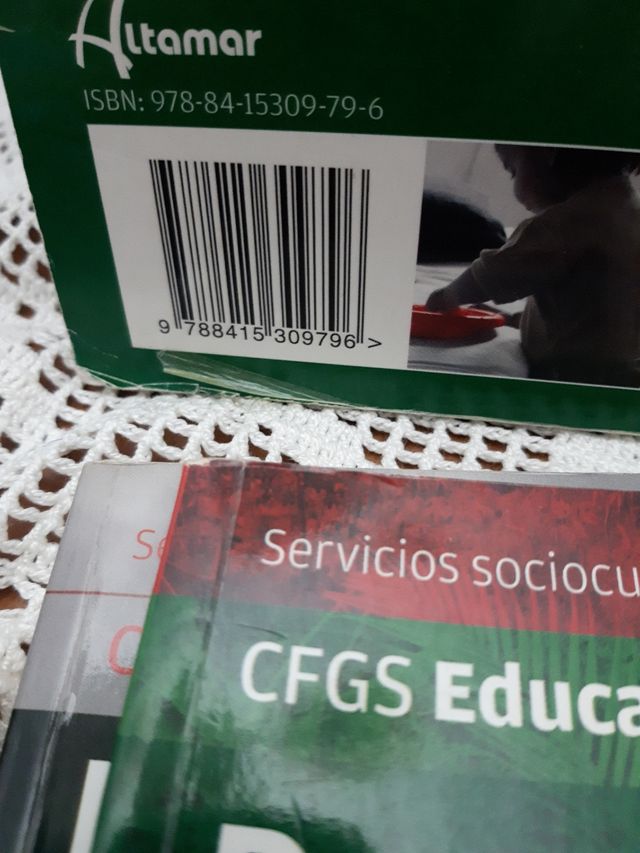 Altamar
ISBN: 978-84-15309-79-6
9 788415 309796 >
Servicios sociocu
CFGS Educa